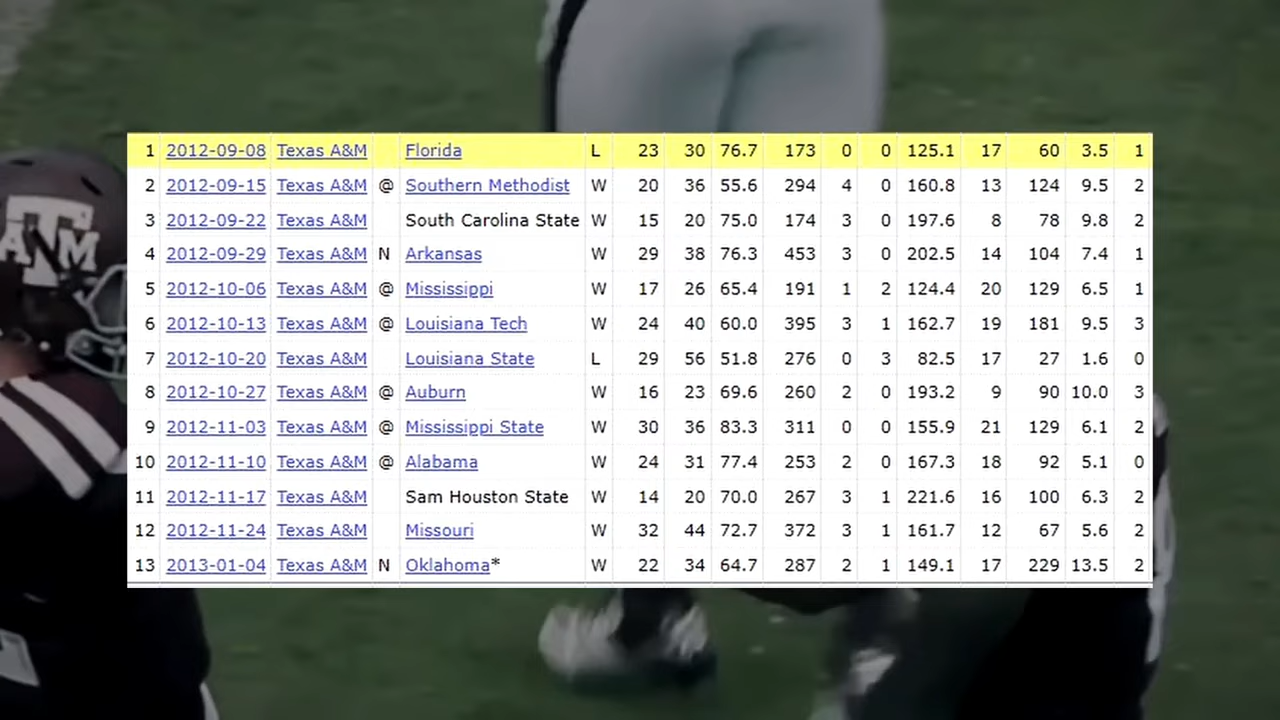 ATM
1 2012-09-08 Texas A&M Florida L 23 30 76.7 173 0 0 125.1 17 60 3.5 1
2 2012-09-15 Texas A&M @ Southern Methodist W 20 36 55.6 294 4 0 160.8 13 124 9.5 2
3 2012-09-22 Texas A&M South Carolina State W 15 20 75.0 174 3 0 197.6 8 78 9.8 2
4 2012-09-29 Texas A&M N Arkansas W 29 38 76.3 453 3 0 202.5 14 104 7.4 1
5 2012-10-06 Texas A&M @ Mississippi W 17 26 65.4 191 1 2 124.4 20 129 6.5 1
6 2012-10-13 Texas A&M @ Louisiana Tech W 24 40 60.0 395 3 1 162.7 19 181 9.5 3
7 2012-10-20 Texas A&M Louisiana State L 29 56 51.8 276 0 3 82.5 17 27 1.6 0
8 2012-10-27 Texas A&M @ Auburn W 16 23 69.6 260 2 0 193.2 9 90 10.0 3
9 2012-11-03 Texas A&M @ Mississippi State W 30 36 83.3 311 0 0 155.9 21 129 6.1 2
10 2012-11-10 Texas A&M @ Alabama W 24 31 77.4 253 2 0 167.3 18 92 5.1 0
11 2012-11-17 Texas A&M Sam Houston State W 14 20 70.0 267 3 1 221.6 16 100 6.3 2
12 2012-11-24 Texas A&M Missouri W 32 44 72.7 372 3 1 161.7 12 67 5.6 2
13 2013-01-04 Texas A&M N Oklahoma* W 22 34 64.7 287 2 1 149.1 17 229 13.5 2